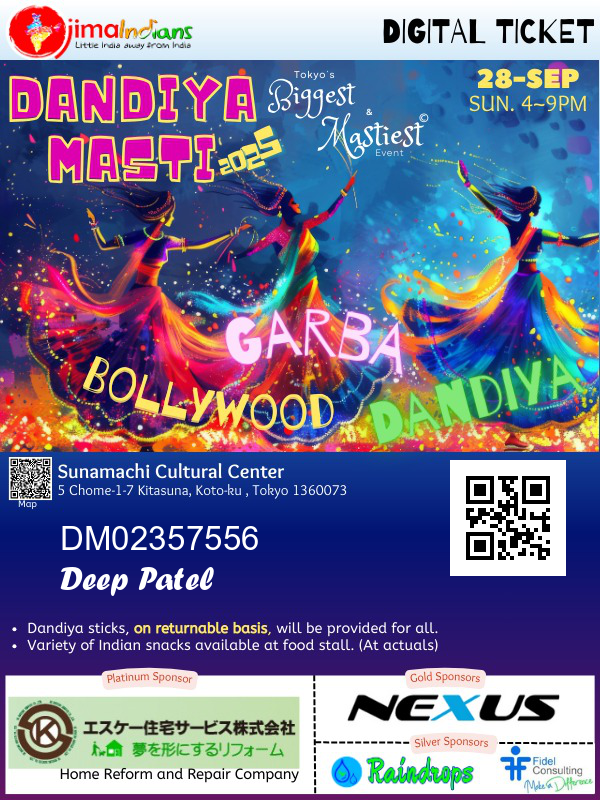 OjimaIndians
Little India away from India
DIGITAL TICKET
DANDIYA
MASTI 2025
Tokyo's
Biggest
&
Mastiest©
Event
28-SEP
SUN. 4~9PM
GARBA
BOLLYWOOD
DANDIYA
Map
Sunamachi Cultural Center
5 Chome-1-7 Kitasuna, Koto-ku , Tokyo 1360073
DM02357556
Deep Patel
• Dandiya sticks, on returnable basis, will be provided for all.
• Variety of Indian snacks available at food stall. (At actuals)
Platinum Sponsor
SK
エスケー住宅サービス株式会社
夢を形にするリフォーム
Home Reform and Repair Company
Gold Sponsors
NEXUS
Silver Sponsors
Raindrops
Fidel
Consulting
Make a Difference